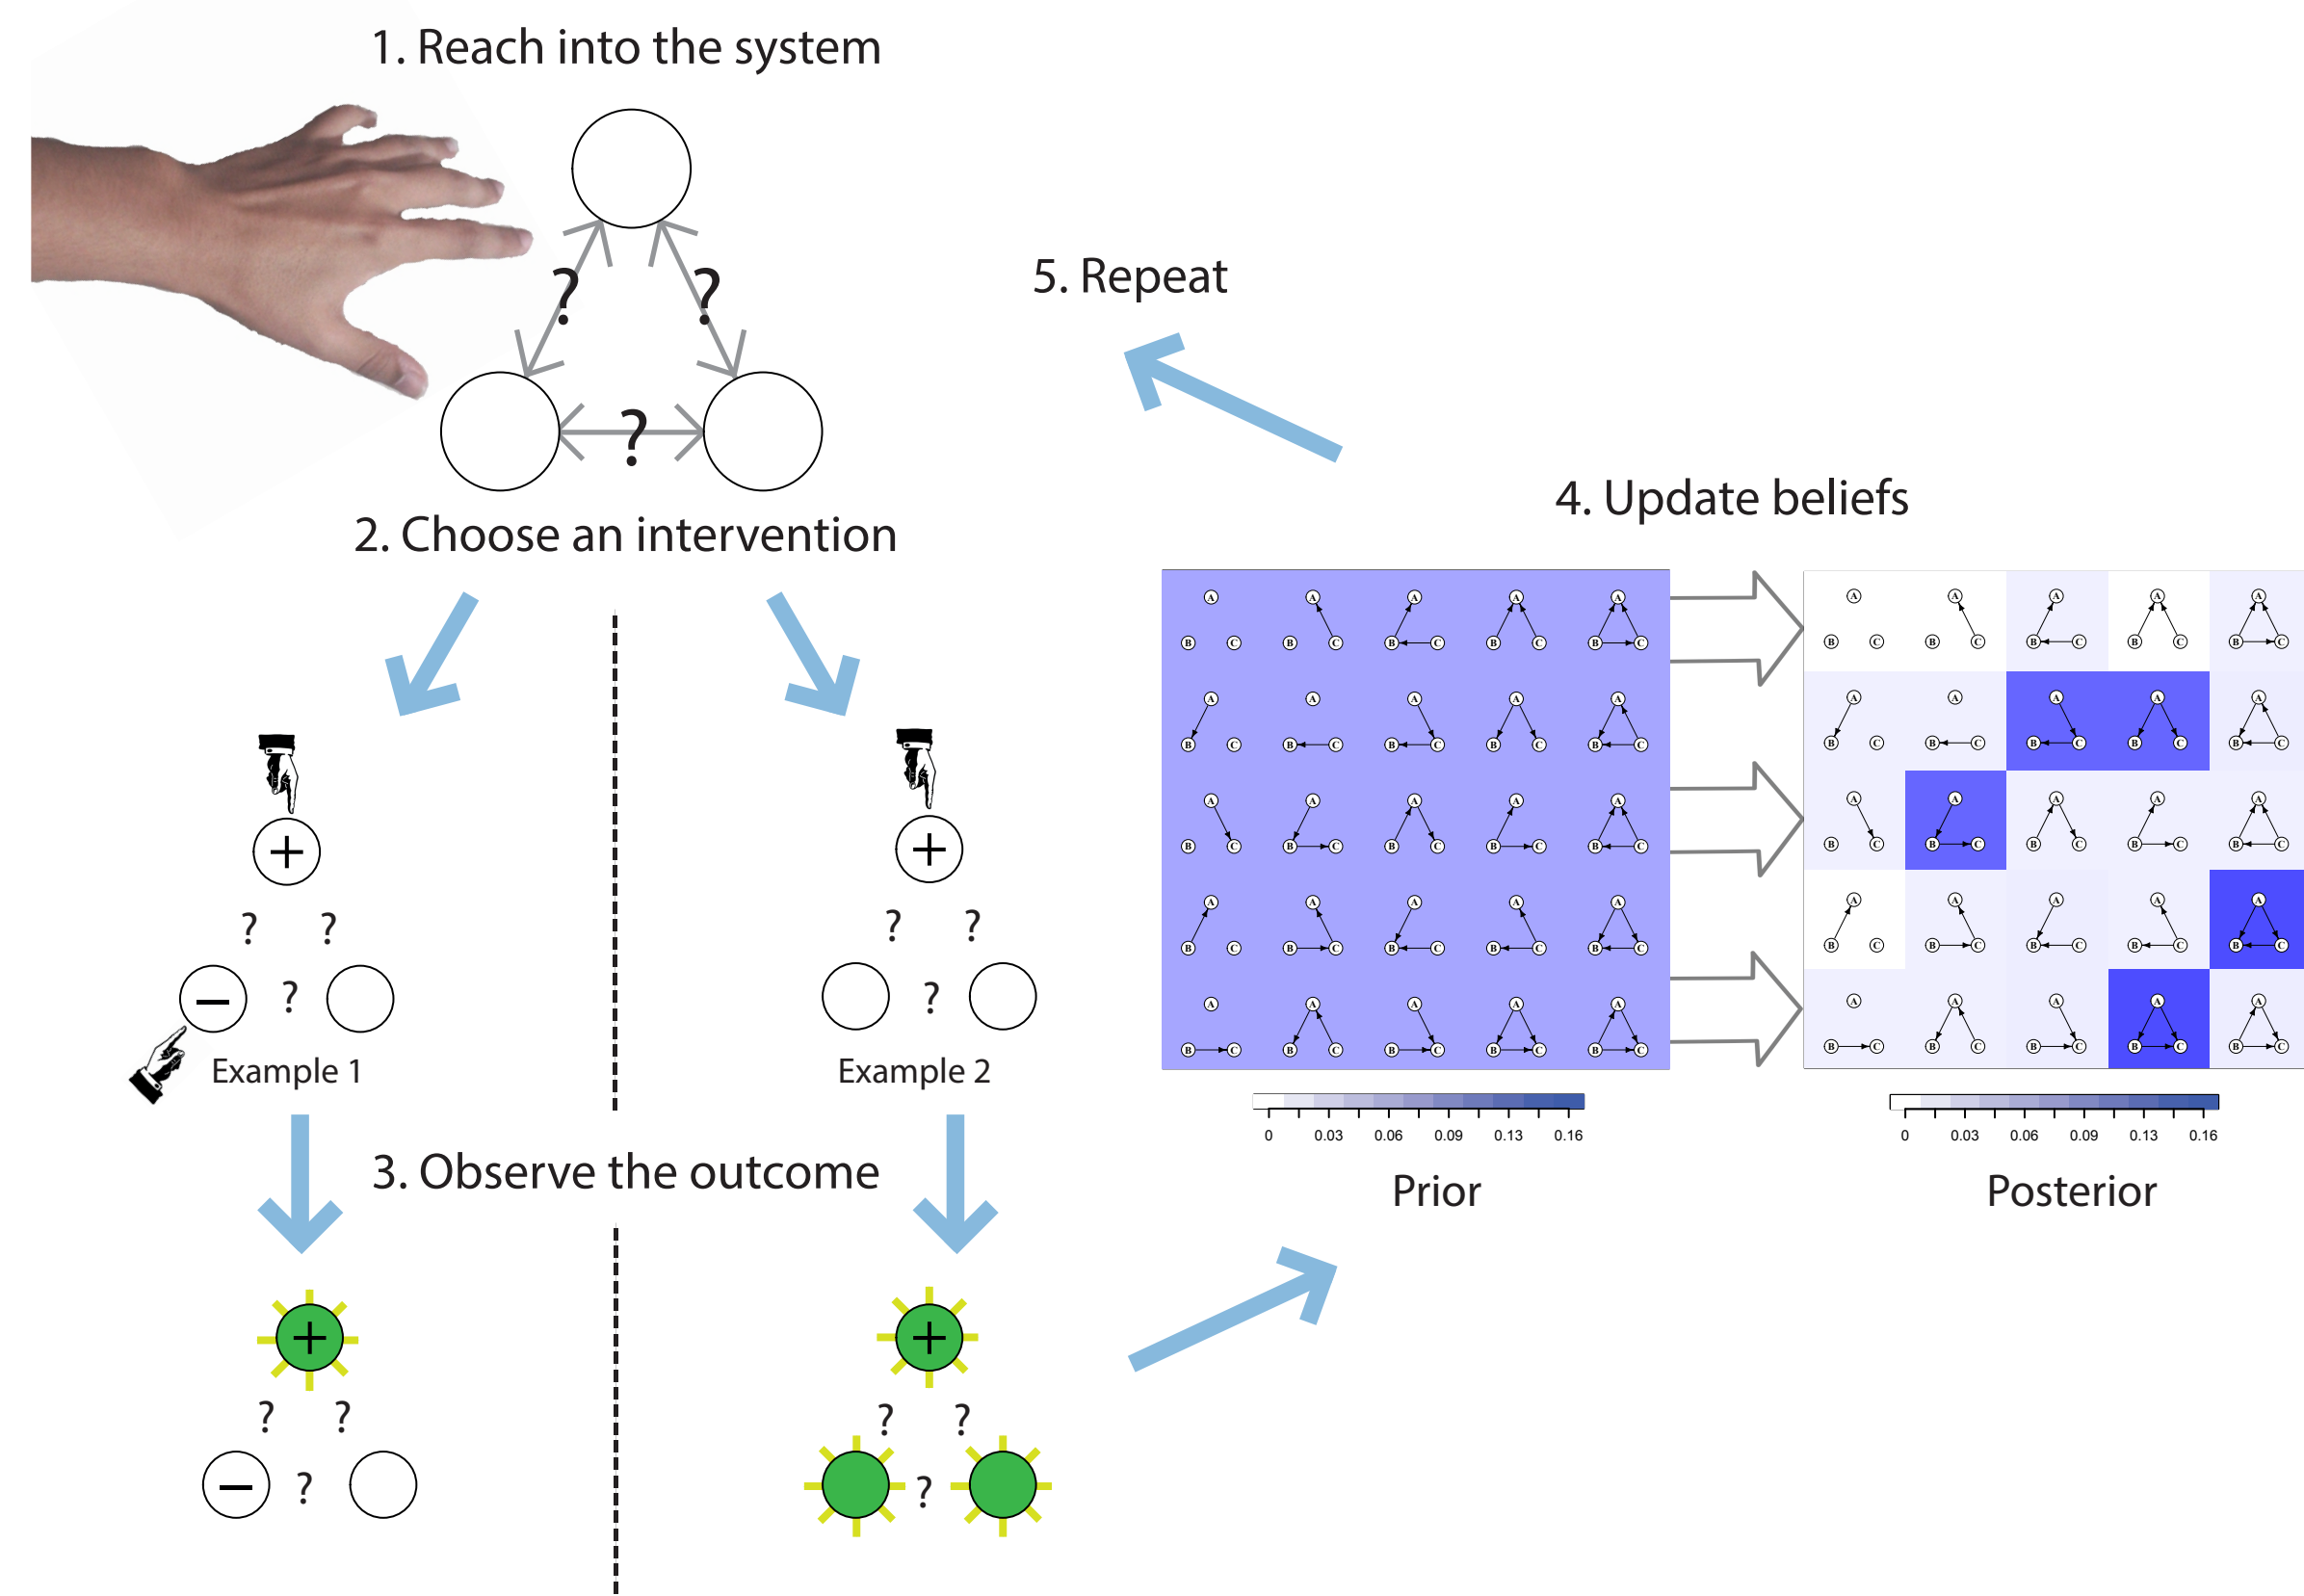 1. Reach into the system
?
?
?
2. Choose an intervention
+
? ?
− ?
Example 1
+
? ?
?
Example 2
3. Observe the outcome
+
? ?
− ?
+
? ?
?
4. Update beliefs
A A A A A
B C B C B C B C B C
A A A A A
B C B C B C B C B C
A A A A A
B C B C B C B C B C
A A A A A
B C B C B C B C B C
A A A A A
B C B C B C B C B C
0 0.03 0.06 0.09 0.13 0.16
Prior
A A A A A
B C B C B C B C B C
A A A A A
B C B C B C B C B C
A A A A A
B C B C B C B C B C
A A A A A
B C B C B C B C B C
A A A A A
B C B C B C B C B C
0 0.03 0.06 0.09 0.13 0.16
Posterior
5. Repeat